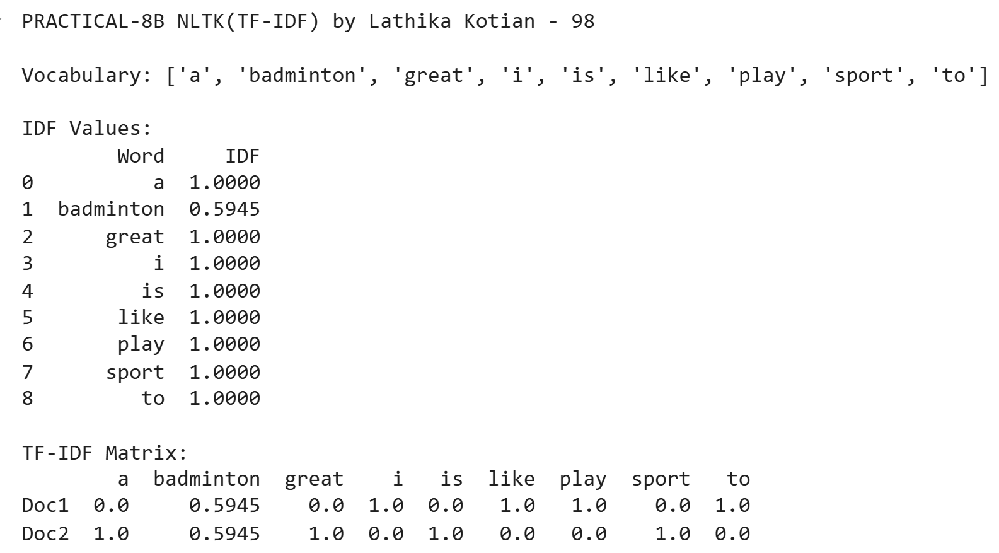 PRACTICAL-8B NLTK(TF-IDF) by Lathika Kotian - 98
Vocabulary: ['a', 'badminton', 'great', 'i', 'is', 'like', 'play', 'sport', 'to']
IDF Values:
Word IDF
0 a 1.0000
1 badminton 0.5945
2 great 1.0000
3 i 1.0000
4 is 1.0000
5 like 1.0000
6 play 1.0000
7 sport 1.0000
8 to 1.0000
TF-IDF Matrix:
a badminton great i is like play sport to
Doc1 0.0 0.5945 0.0 1.0 0.0 1.0 1.0 0.0 1.0
Doc2 1.0 0.5945 1.0 0.0 1.0 0.0 0.0 1.0 0.0